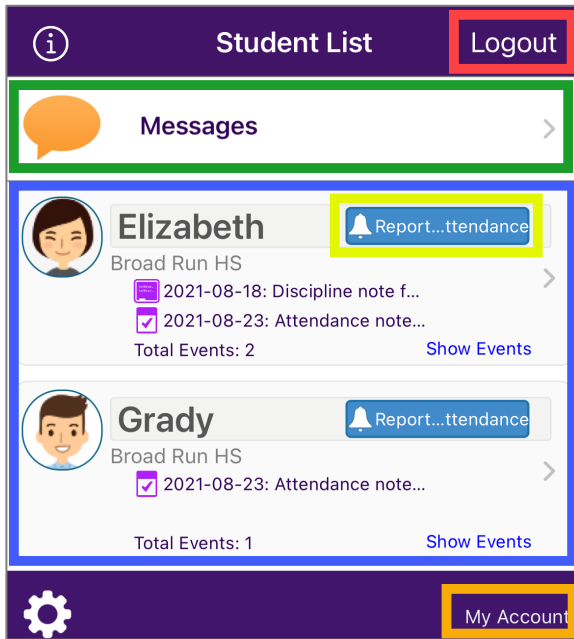 Student List
Logout
Messages
Elizabeth
Report...ttendance
Broad Run HS
2021-08-18: Discipline note f...
2021-08-23: Attendance note...
Total Events: 2
Show Events
Grady
Report...ttendance
Broad Run HS
2021-08-23: Attendance note...
Total Events: 1
Show Events
My Account